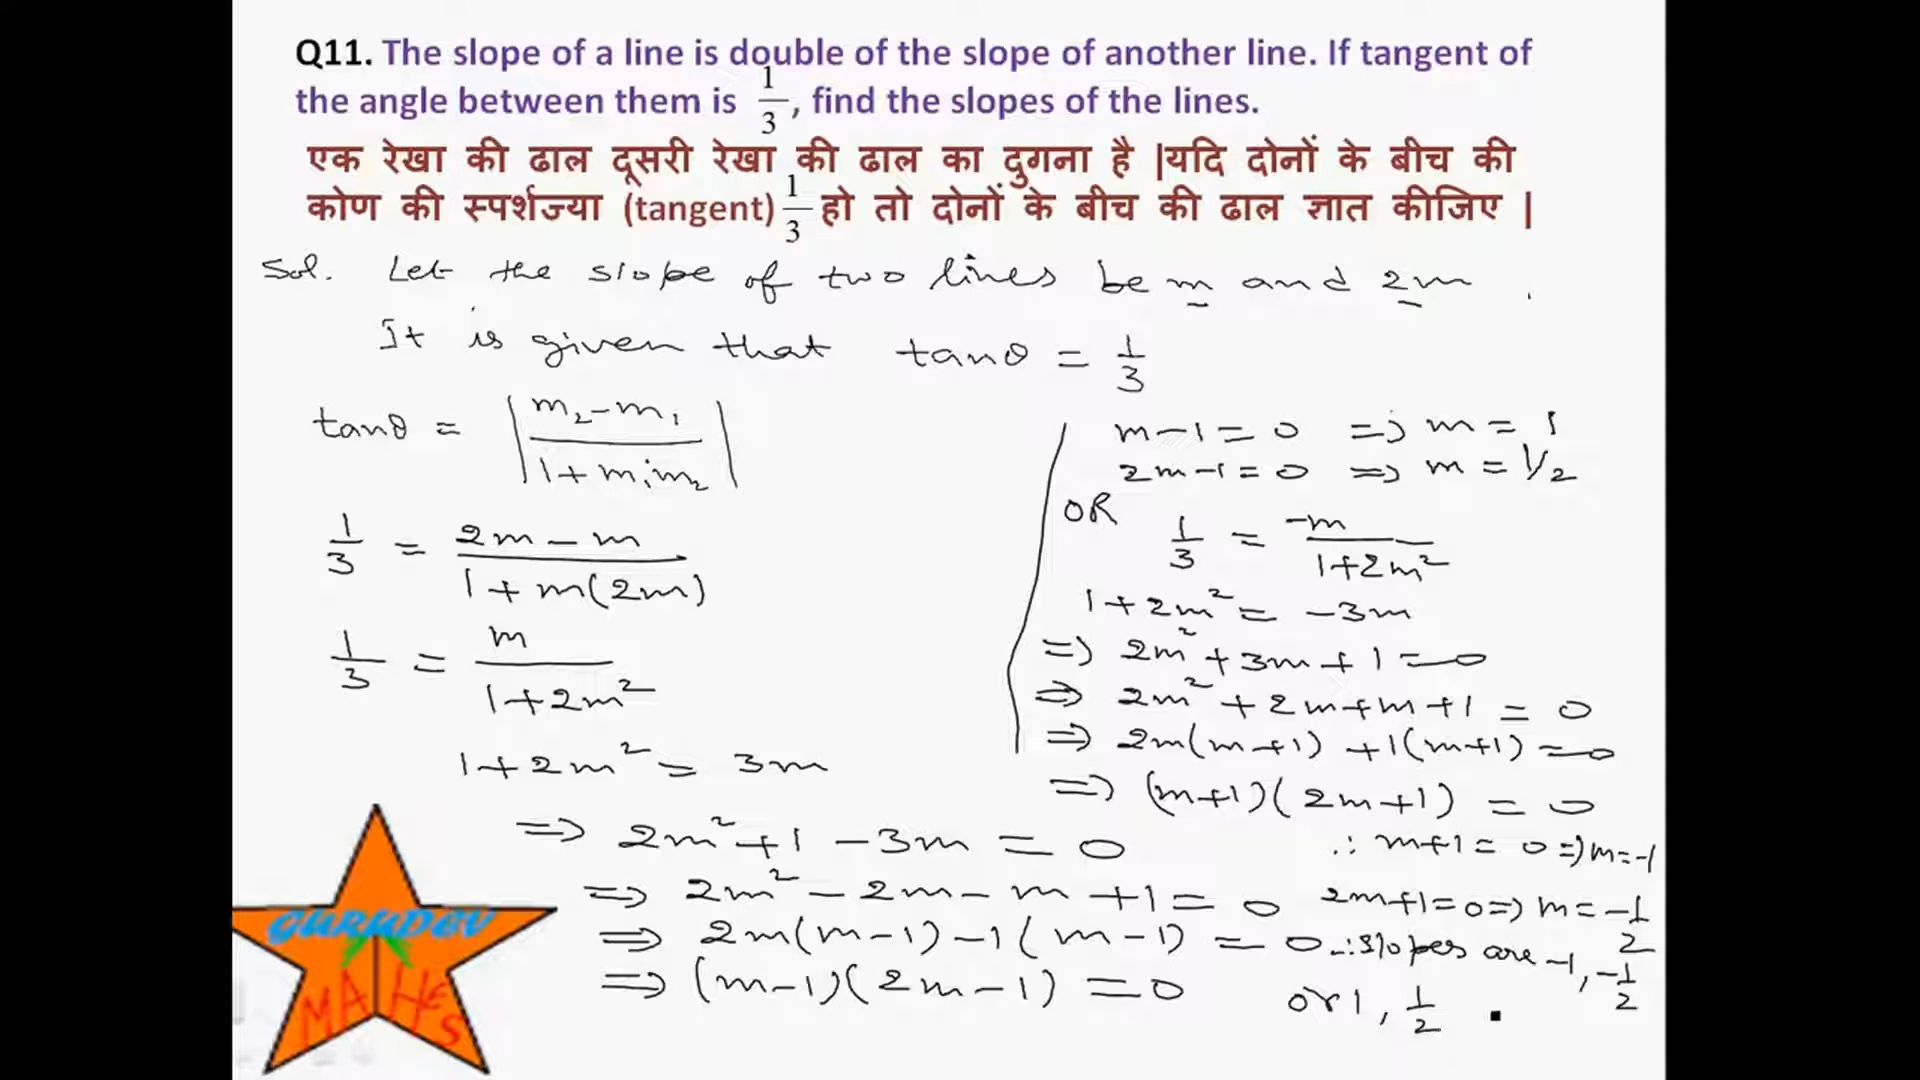 Q11. The slope of a line is double of the slope of another line. If tangent of
the angle between them is 1/3, find the slopes of the lines.
एक रेखा की ढाल दूसरी रेखा की ढाल का दुगना है |यदि दोनों के बीच की
कोण की स्पर्शज्या (tangent) 1/3 हो तो दोनों के बीच की ढाल ज्ञात कीजिए |
Sol. Let the slope of two lines be m and 2m .
It is given that tanθ = 1/3
tanθ = |(m₂-m₁)/(1+m₁m₂)|
1/3 = (2m-m)/(1+m(2m))
1/3 = m/(1+2m²)
1+2m² = 3m
=> 2m²+1-3m = 0
=> 2m²-2m-m+1 = 0
=> 2m(m-1)-1(m-1) = 0
=> (m-1)(2m-1) = 0
m-1 = 0 => m = 1
2m-1 = 0 => m = 1/2
OR
1/3 = -m/(1+2m²)
1+2m² = -3m
=> 2m²+3m+1 = 0
=> 2m²+2m+m+1 = 0
=> 2m(m+1)+1(m+1) = 0
=> (m+1)(2m+1) = 0
∴ m+1 = 0 => m = -1
2m+1 = 0 => m = -1/2
∴ slopes are -1, -1/2
or 1, 1/2 .
GURUDEV
MATHES